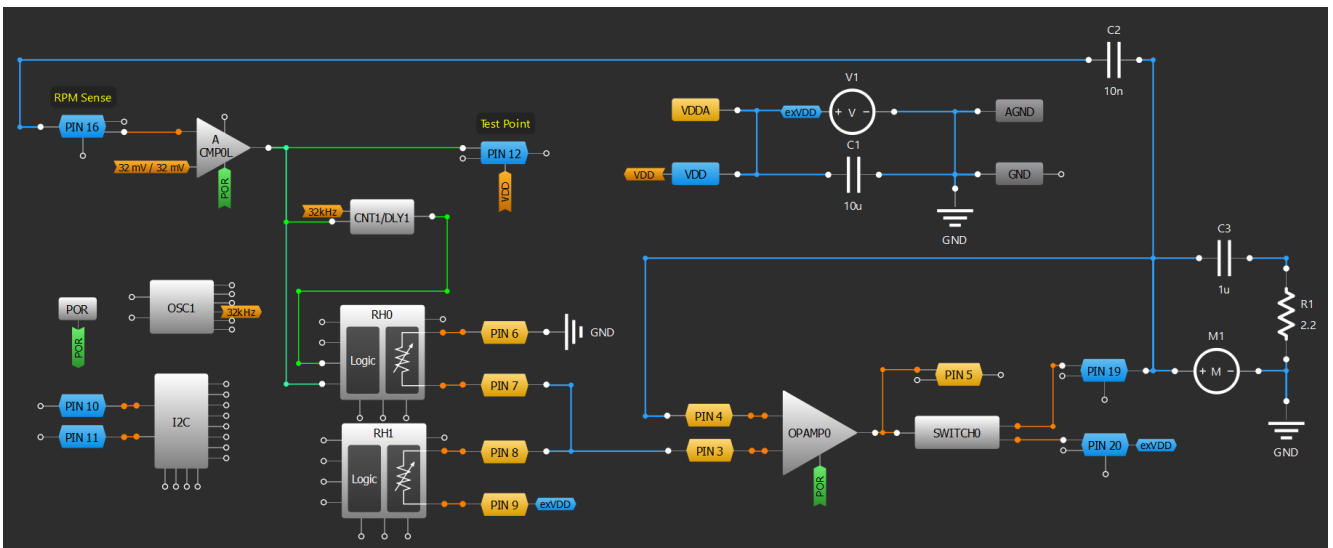 C2
10n
V1
RPM Sense
VDDA
exVDD
+ V −
AGND
PIN 16
A
CMP0L
Test Point
PIN 12
C1
10u
32 mV / 32 mV
POR
VDD
VDD
VDD
GND
GND
32kHz
CNT1/DLY1
C3
1u
OSC1
32kHz
POR
POR
RH0
Logic
PIN 6
GND
R1
2.2
PIN 7
M1
+ M −
PIN 19
PIN 5
PIN 10
PIN 11
I2C
RH1
Logic
PIN 8
PIN 9
exVDD
PIN 4
PIN 3
OPAMP0
POR
SWITCH0
PIN 20
exVDD
GND